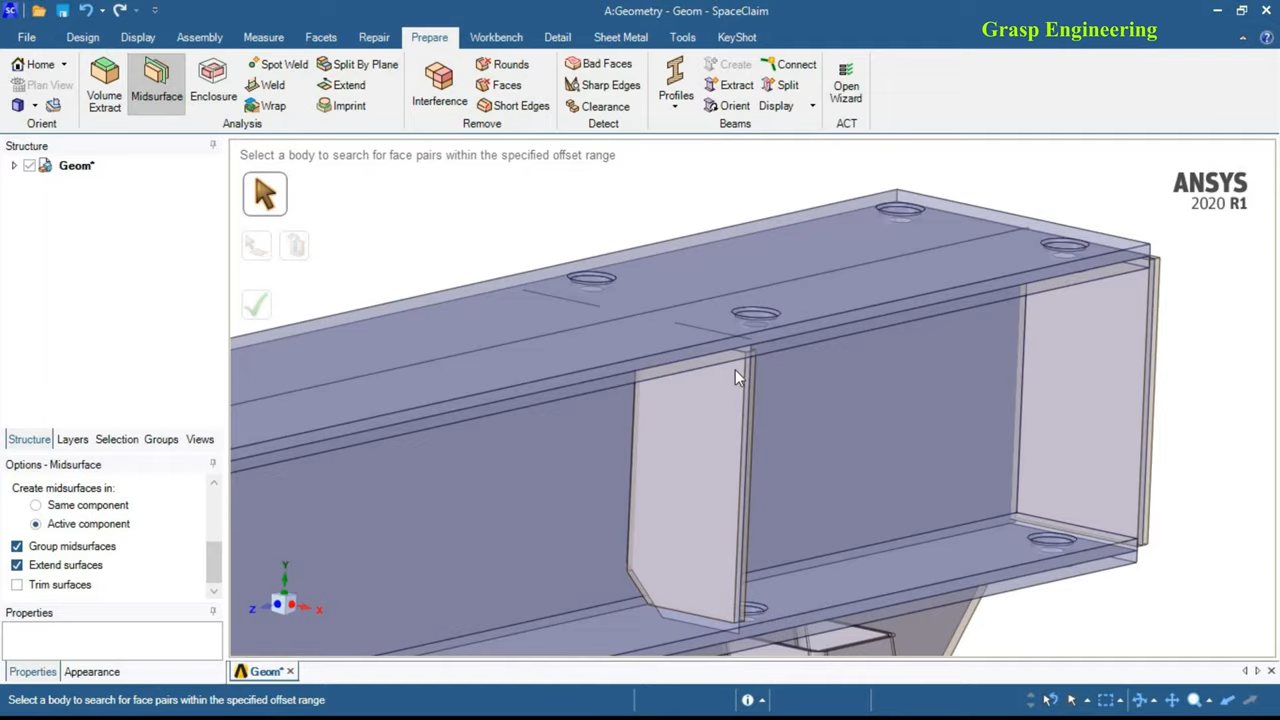 A:Geometry - Geom - SpaceClaim
Grasp Engineering
File Design Display Assembly Measure Facets Repair Prepare Workbench Detail Sheet Metal Tools KeyShot
Home
Plan View
Orient
Volume Extract
Midsurface
Enclosure
Spot Weld
Weld
Wrap
Split By Plane
Extend
Imprint
Analysis
Interference
Rounds
Faces
Short Edges
Remove
Bad Faces
Sharp Edges
Clearance
Detect
Profiles
Create
Extract
Orient
Connect
Split
Display
Beams
Open Wizard
ACT
Structure
Geom*
Select a body to search for face pairs within the specified offset range
ANSYS
2020 R1
Structure Layers Selection Groups Views
Options - Midsurface
Create midsurfaces in:
Same component
Active component
Group midsurfaces
Extend surfaces
Trim surfaces
Y
Z
X
Properties
Properties Appearance
Geom*
Select a body to search for face pairs within the specified offset range